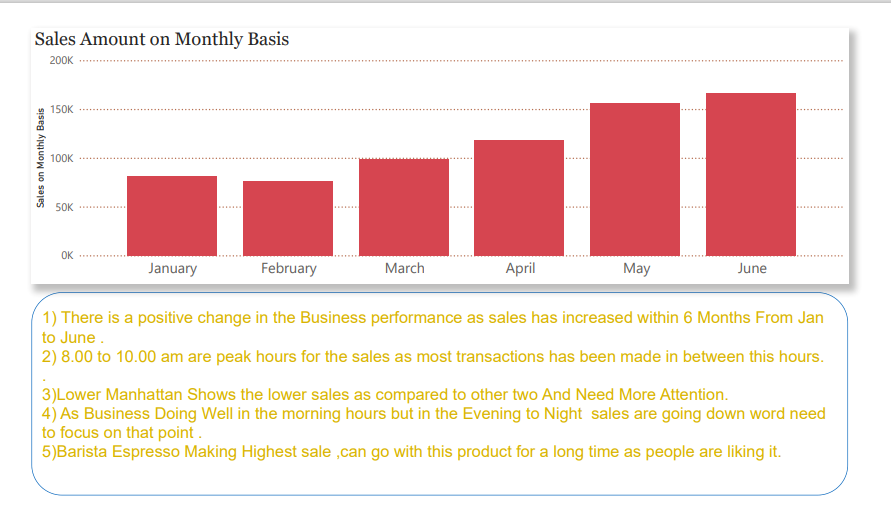 Sales Amount on Monthly Basis
200K
150K
100K
50K
0K
Sales on Monthly Basis
January February March April May June
1) There is a positive change in the Business performance as sales has increased within 6 Months From Jan
to June .
2) 8.00 to 10.00 am are peak hours for the sales as most transactions has been made in between this hours.
.
3)Lower Manhattan Shows the lower sales as compared to other two And Need More Attention.
4) As Business Doing Well in the morning hours but in the Evening to Night  sales are going down word need
to focus on that point .
5)Barista Espresso Making Highest sale ,can go with this product for a long time as people are liking it.